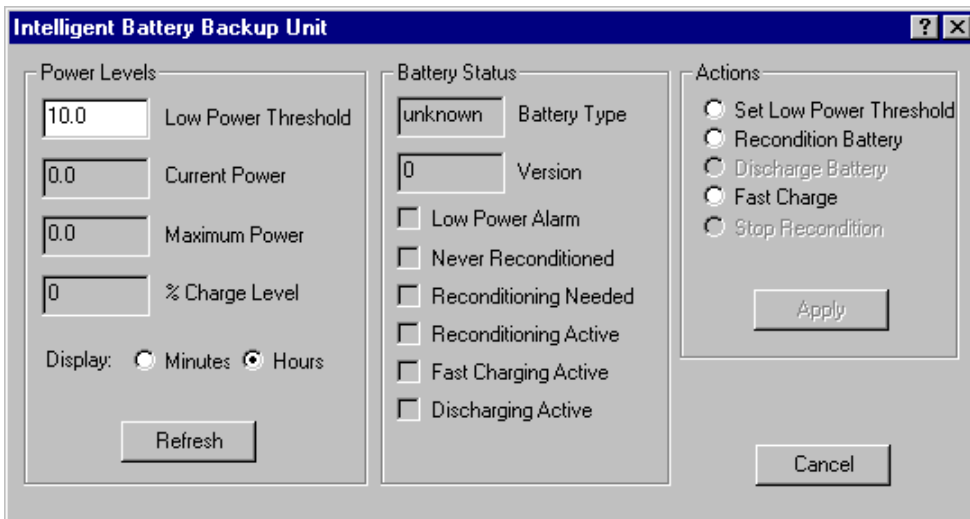 Intelligent Battery Backup Unit
Power Levels
10.0 Low Power Threshold
0.0 Current Power
0.0 Maximum Power
0 % Charge Level
Display: Minutes Hours
Refresh
Battery Status
unknown Battery Type
0 Version
Low Power Alarm
Never Reconditioned
Reconditioning Needed
Reconditioning Active
Fast Charging Active
Discharging Active
Actions
Set Low Power Threshold
Recondition Battery
Discharge Battery
Fast Charge
Stop Recondition
Apply
Cancel